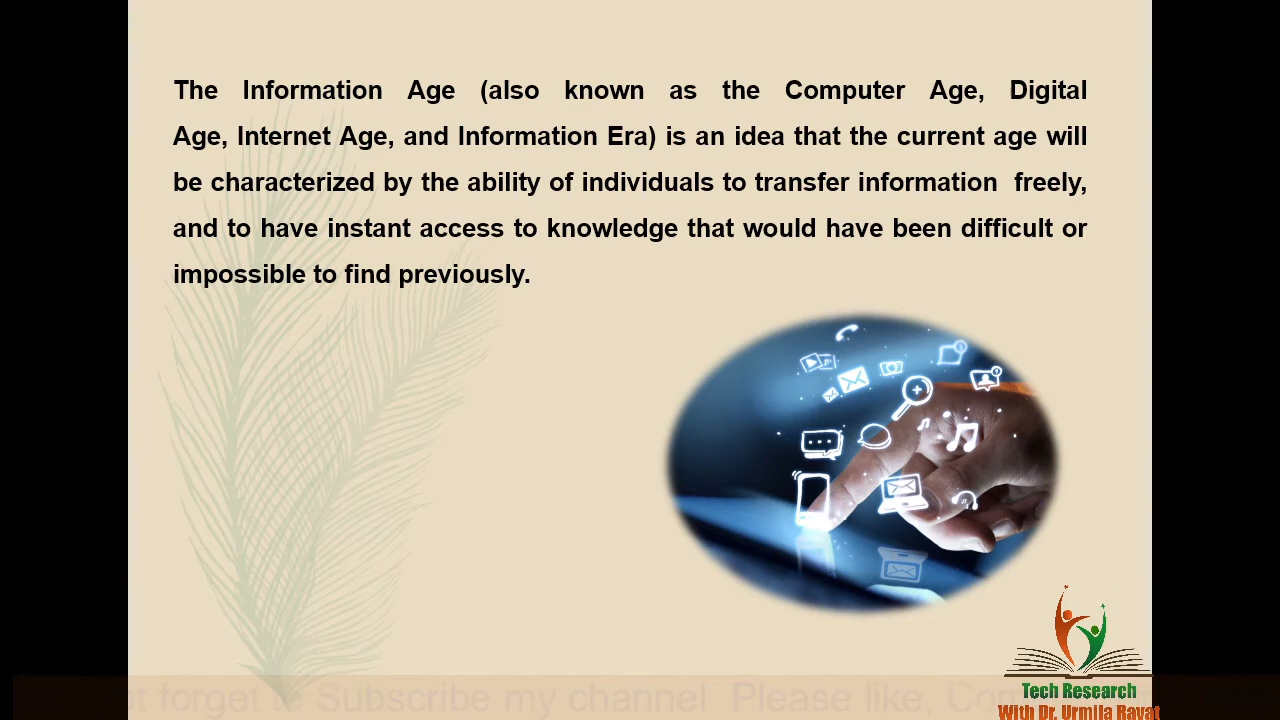 The Information Age (also known as the Computer Age, Digital
Age, Internet Age, and Information Era) is an idea that the current age will
be characterized by the ability of individuals to transfer information freely,
and to have instant access to knowledge that would have been difficult or
impossible to find previously.
forget to Subscribe my channel Please like,
Tech Research
With Dr. Urmila Ravat